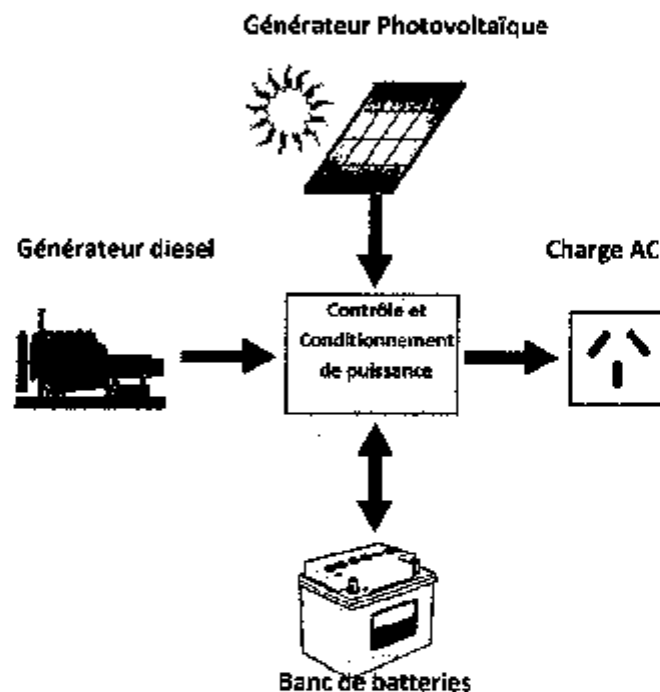 Générateur Photovoltaïque
Générateur diesel
Charge AC
Contrôle et
Conditionnement
de puissance
Banc de batteries